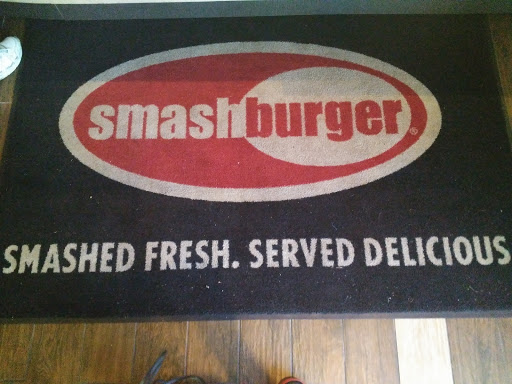 smashburger®
SMASHED FRESH. SERVED DELICIOUS